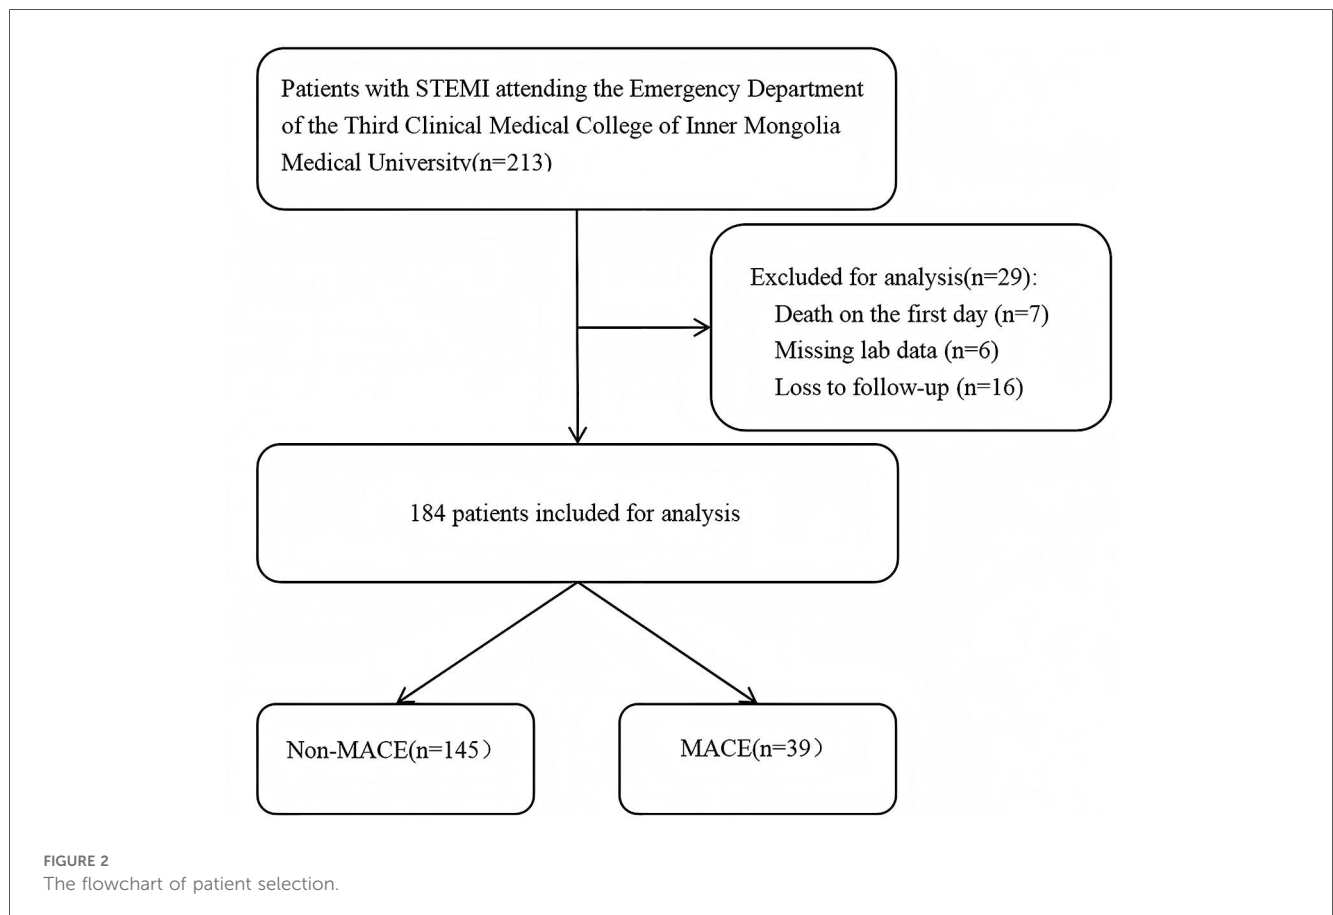 Patients with STEMI attending the Emergency Department
of the Third Clinical Medical College of Inner Mongolia
Medical University(n=213)
Excluded for analysis(n=29):
Death on the first day (n=7)
Missing lab data (n=6)
Loss to follow-up (n=16)
184 patients included for analysis
Non-MACE(n=145）
MACE(n=39）
FIGURE 2
The flowchart of patient selection.